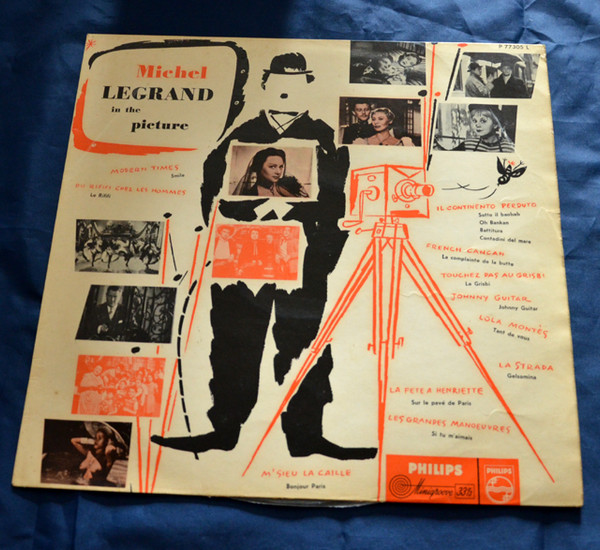 P 77305 L
Michel
LEGRAND
in the
picture
MODERN TIMES
Smile
DU RIFIFI CHEZ LES HOMMES
Le Rififi
IL CONTINENTO PERDUTO
Sotto il baobab
Oh Baakan
Battitura
Contadini del mare
FRENCH CANCAN
La complainte de la butte
TOUCHEZ PAS AU GRISBI
Le Grisbi
JOHNNY GUITAR
Johnny Guitar
LOLA MONTÈS
Tant de vous
LA STRADA
Gelsomina
LA FETE A HENRIETTE
Sur le pavé de Paris
LES GRANDES MANOEUVRES
Si tu m'aimais
M'SIEU LA CAILLE
Bonjour Paris
PHILIPS
Minigroove 33⅓
PHILIPS